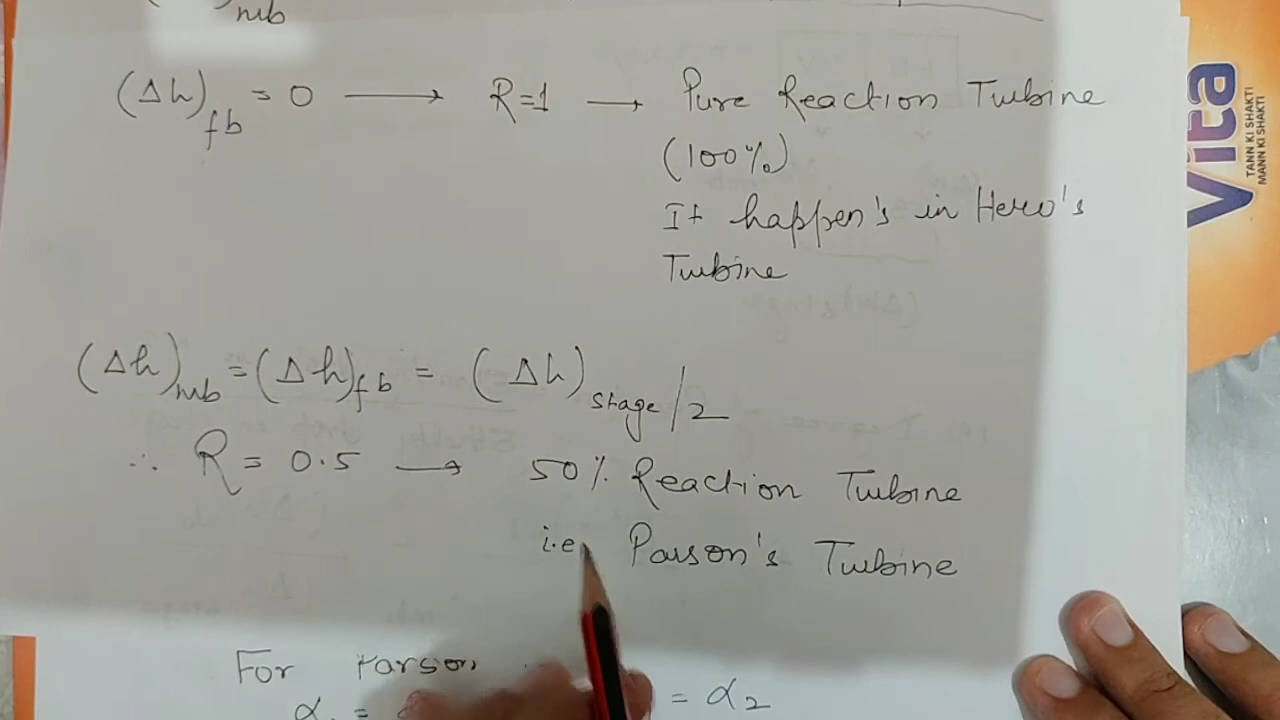 mb
(Δh)fb = 0 → R=1 → Pure Reaction Turbine
(100%)
It happen's in Hero's
Turbine
(Δh)mb = (Δh)fb = (Δh)stage/2
∴ R = 0.5 → 50% Reaction Turbine
i.e Parson's Turbine
For Parson
= α2
Vita
TANN KI SHAKTI
MANN KI SHAKTI